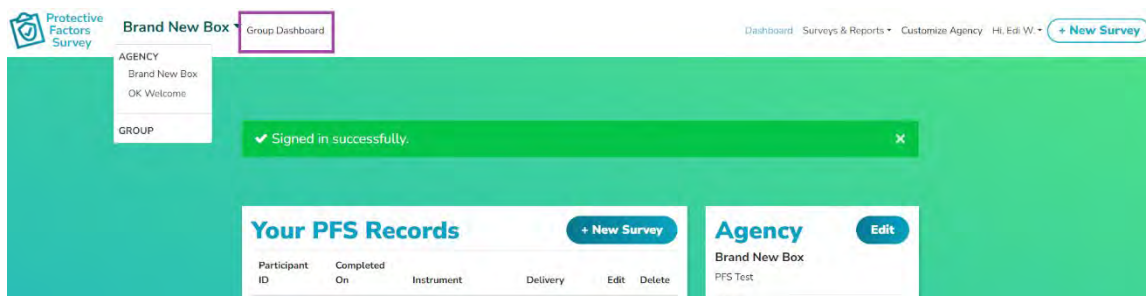 Protective
Factors
Survey
Brand New Box
Group Dashboard
Dashboard Surveys & Reports Customize Agency Hi, Edi W. + New Survey
AGENCY
Brand New Box
OK Welcome
GROUP
✔ Signed in successfully. ×
Your PFS Records + New Survey
Participant ID Completed On Instrument Delivery Edit Delete
Agency Edit
Brand New Box
PFS Test